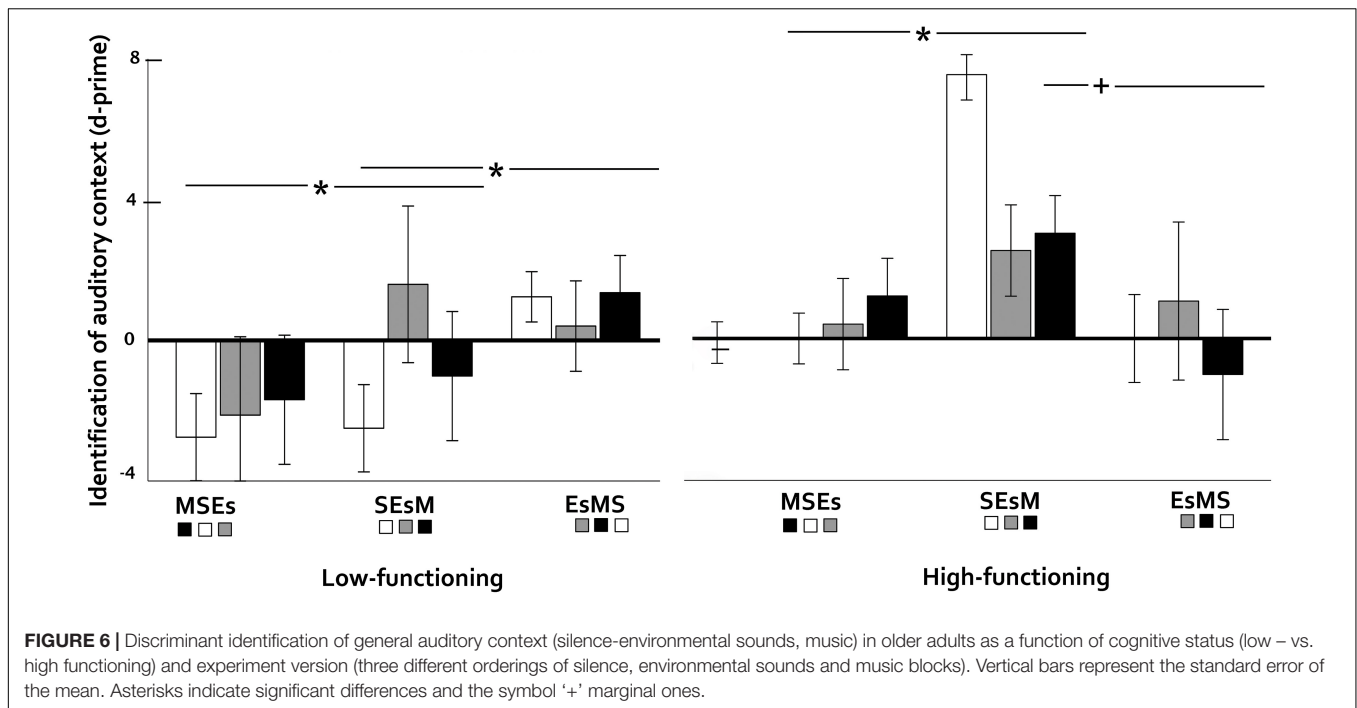 Identification of auditory context (d-prime)
8
4
0
-4
*
*
*
+
MSEs
SEsM
EsMS
MSEs
SEsM
EsMS
Low-functioning
High-functioning
FIGURE 6 | Discriminant identification of general auditory context (silence-environmental sounds, music) in older adults as a function of cognitive status (low – vs.
high functioning) and experiment version (three different orderings of silence, environmental sounds and music blocks). Vertical bars represent the standard error of
the mean. Asterisks indicate significant differences and the symbol ‘+’ marginal ones.